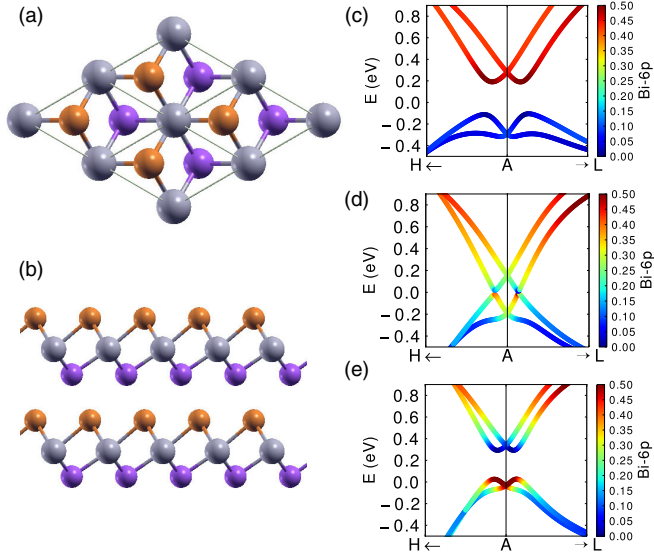 (a)
(b)
(c)
E (eV)
0.8
0.6
0.4
0.2
0.0
− 0.2
− 0.4
H ←
A
→ L
0.50
0.45
0.40
0.35
0.30
0.25
0.20
0.15
0.10
0.05
0.00
Bi-6p
(d)
E (eV)
0.8
0.6
0.4
0.2
0.0
− 0.2
− 0.4
H ←
A
→ L
0.50
0.45
0.40
0.35
0.30
0.25
0.20
0.15
0.10
0.05
0.00
Bi-6p
(e)
E (eV)
0.8
0.6
0.4
0.2
0.0
− 0.2
− 0.4
H ←
A
→ L
0.50
0.45
0.40
0.35
0.30
0.25
0.20
0.15
0.10
0.05
0.00
Bi-6p